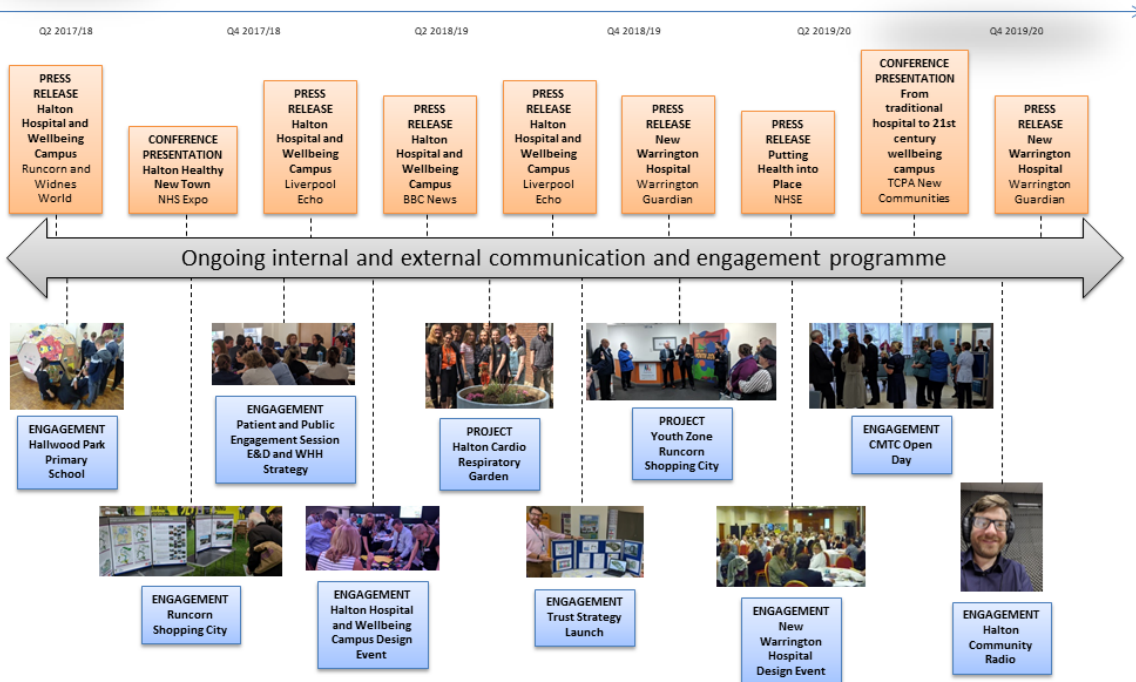 Q2 2017/18
Q4 2017/18
Q2 2018/19
Q4 2018/19
Q2 2019/20
Q4 2019/20
PRESS
RELEASE
Halton
Hospital and
Wellbeing
Campus
Runcorn and
Widnes
World
CONFERENCE
PRESENTATION
Halton Healthy
New Town
NHS Expo
PRESS
RELEASE
Halton
Hospital and
Wellbeing
Campus
Liverpool
Echo
PRESS
RELEASE
Halton
Hospital and
Wellbeing
Campus
BBC News
PRESS
RELEASE
Halton
Hospital and
Wellbeing
Campus
Liverpool
Echo
PRESS
RELEASE
New
Warrington
Hospital
Warrington
Guardian
PRESS
RELEASE
Putting
Health into
Place
NHSE
CONFERENCE
PRESENTATION
From
traditional
hospital to 21st
century
wellbeing
campus
TCPA New
Communities
PRESS
RELEASE
New
Warrington
Hospital
Warrington
Guardian
Ongoing internal and external communication and engagement programme
ENGAGEMENT
Hallwood Park
Primary
School
ENGAGEMENT
Patient and Public
Engagement Session
E&D and WHH
Strategy
PROJECT
Halton Cardio
Respiratory
Garden
PROJECT
Youth Zone
Runcorn
Shopping City
ENGAGEMENT
CMTC Open
Day
ENGAGEMENT
Runcorn
Shopping City
ENGAGEMENT
Halton Hospital
and Wellbeing
Campus Design
Event
ENGAGEMENT
Trust Strategy
Launch
ENGAGEMENT
New
Warrington
Hospital
Design Event
ENGAGEMENT
Halton
Community
Radio